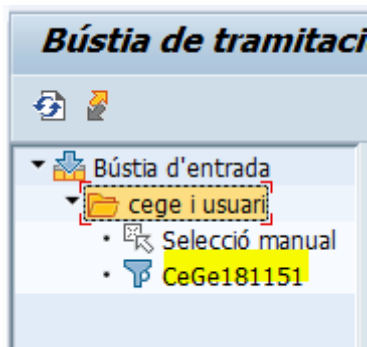 Bústia de tramitaci
Bústia d'entrada
cege i usuari
Selecció manual
CeGe181151